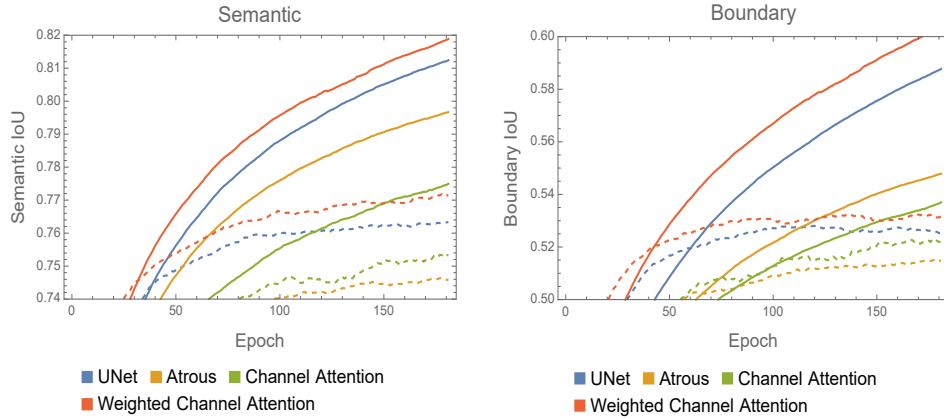 Semantic
Semantic IoU
0.82
0.81
0.80
0.79
0.78
0.77
0.76
0.75
0.74
0 50 100 150
Epoch
UNet Atrous Channel Attention
Weighted Channel Attention
Boundary
Boundary IoU
0.60
0.58
0.56
0.54
0.52
0.50
0 50 100 150
Epoch
UNet Atrous Channel Attention
Weighted Channel Attention